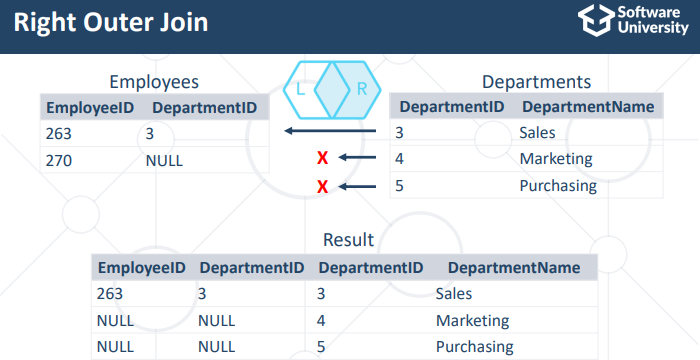 Right Outer Join
Software
University
Employees
EmployeeID DepartmentID
263 3
270 NULL
L R
Departments
DepartmentID DepartmentName
3 Sales
X 4 Marketing
X 5 Purchasing
Result
EmployeeID DepartmentID DepartmentID DepartmentName
263 3 3 Sales
NULL NULL 4 Marketing
NULL NULL 5 Purchasing